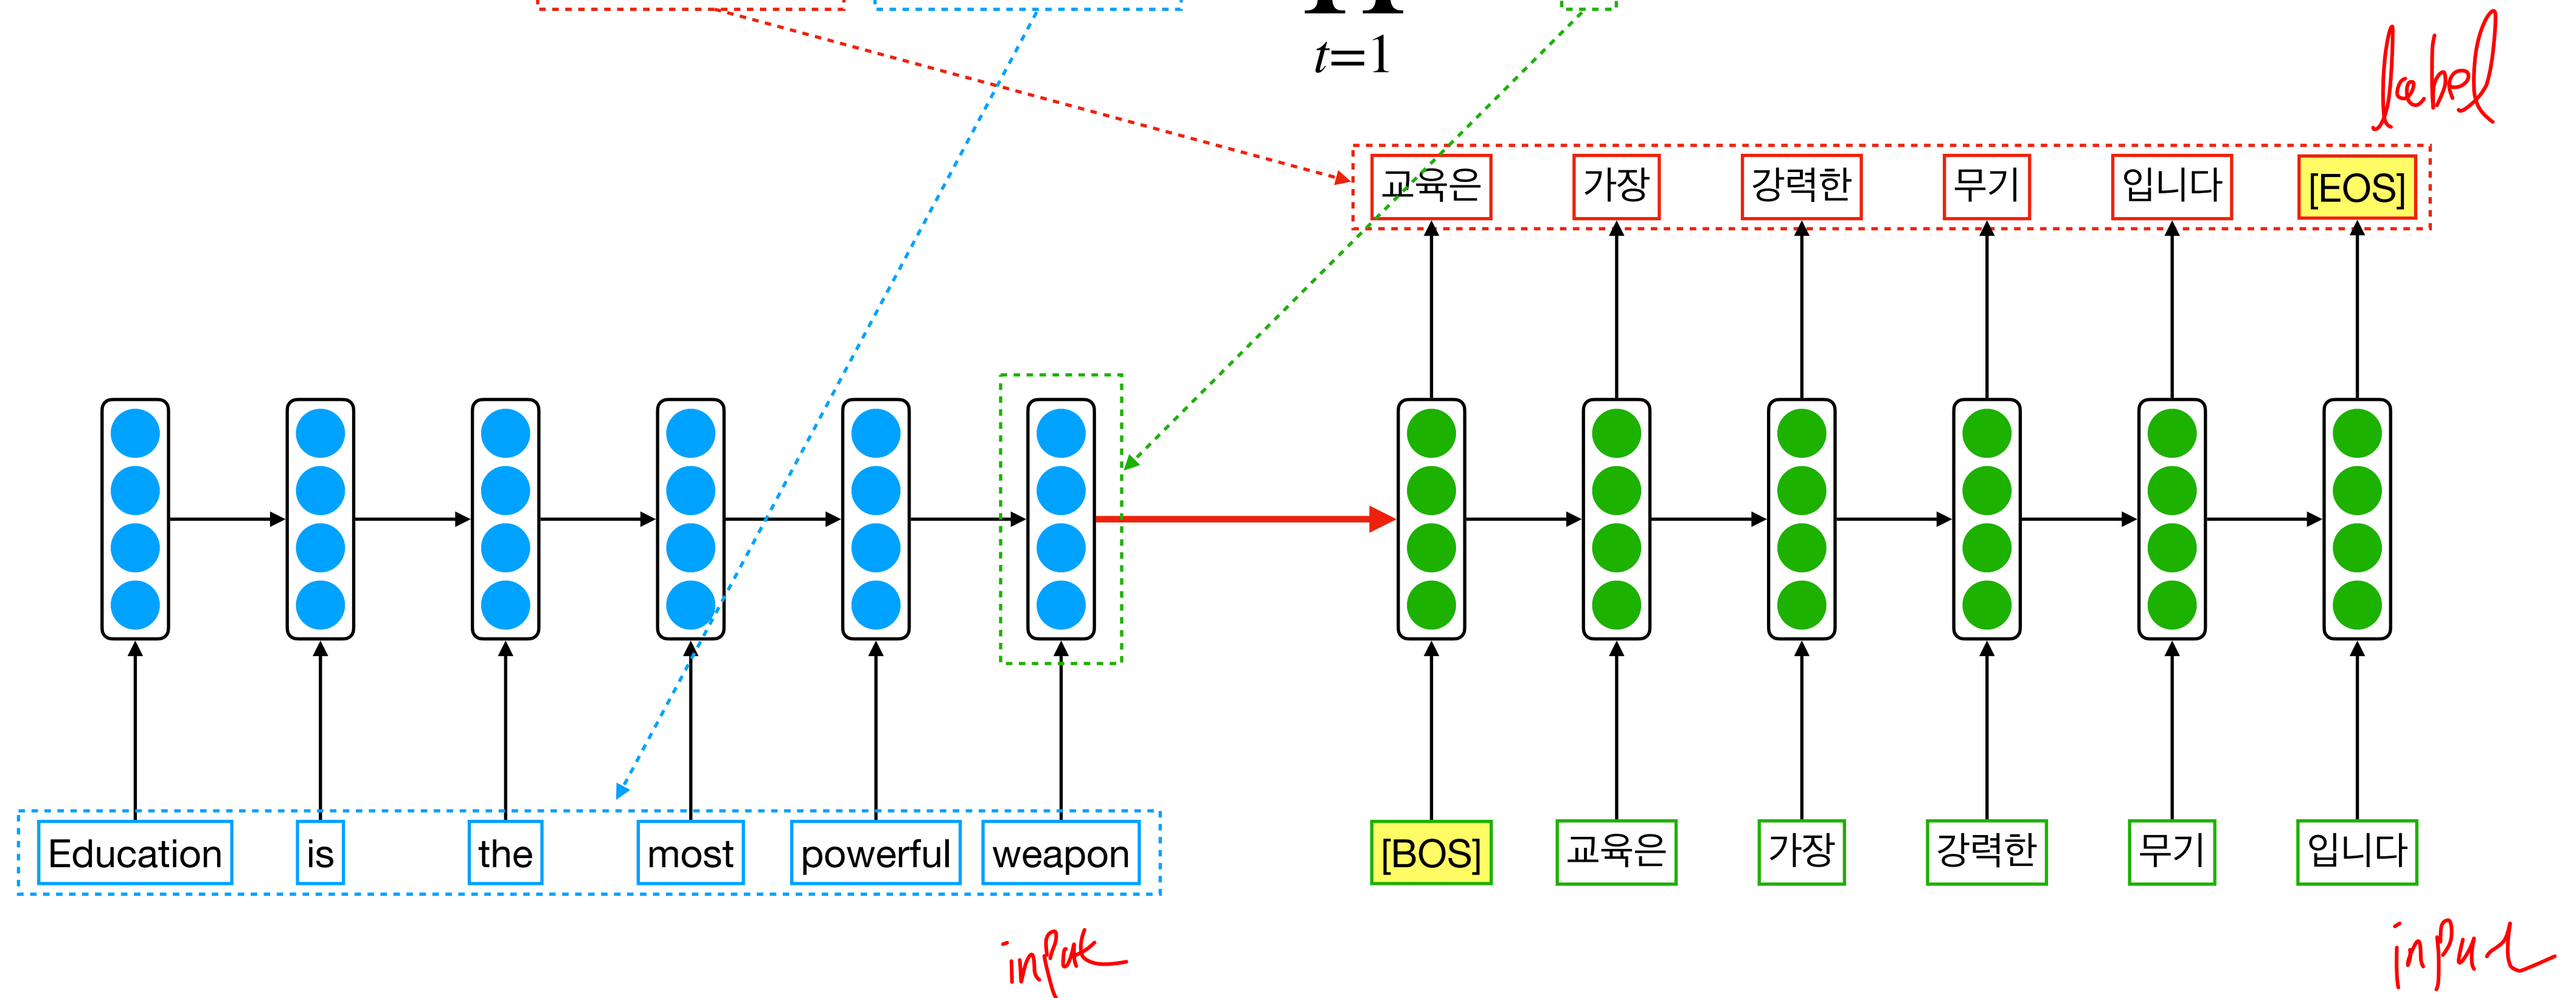 t=1
label
교육은 가장 강력한 무기 입니다 [EOS]
Education is the most powerful weapon [BOS] 교육은 가장 강력한 무기 입니다
input input